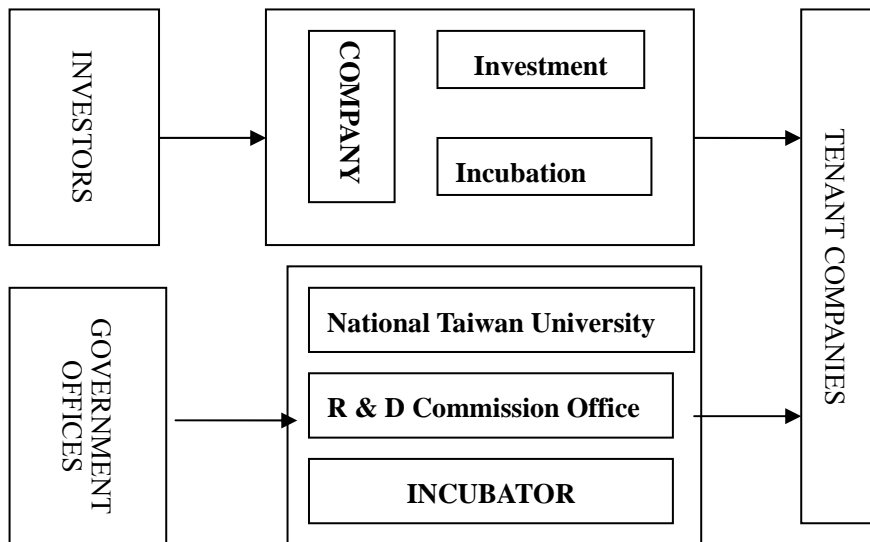 INVESTORS
COMPANY
Investment
Incubation
TENANT COMPANIES
GOVERNMENT
OFFICES
National Taiwan University
R & D Commission Office
INCUBATOR